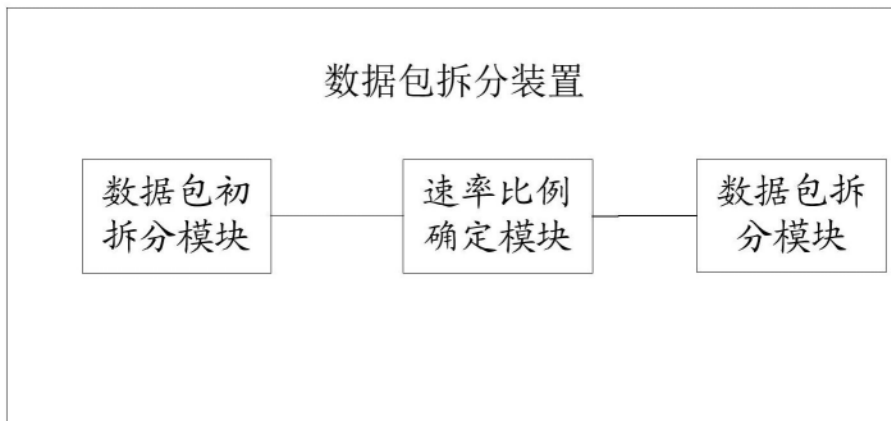 数据包拆分装置
数据包初
拆分模块
速率比例
确定模块
数据包拆
分模块